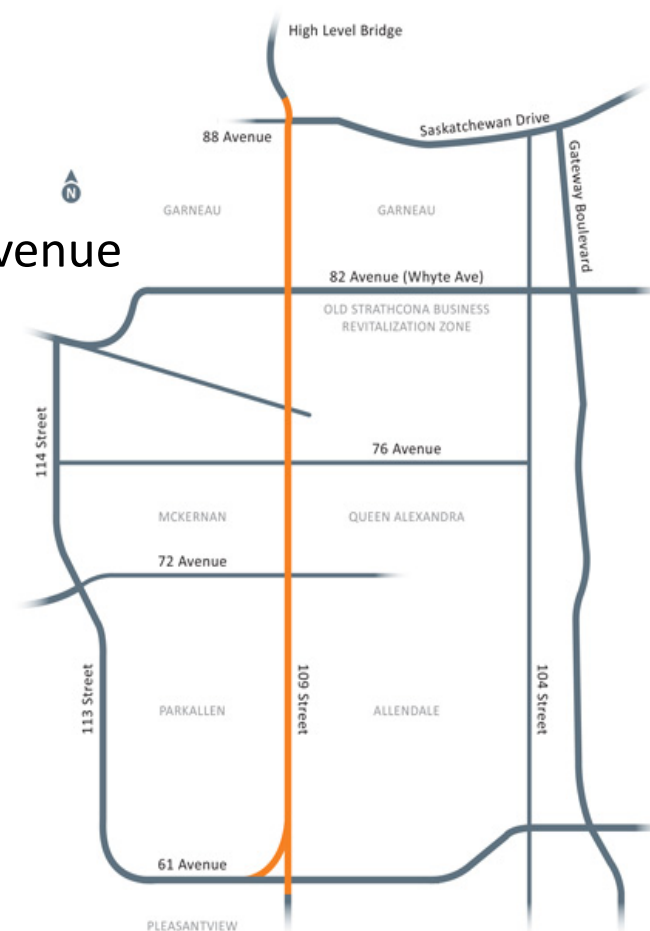 High Level Bridge
Saskatchewan Drive
88 Avenue
Gateway Boulevard
N
GARNEAU
GARNEAU
venue
82 Avenue (Whyte Ave)
OLD STRATHCONA BUSINESS
REVITALIZATION ZONE
114 Street
76 Avenue
MCKERNAN
QUEEN ALEXANDRA
72 Avenue
113 Street
109 Street
104 Street
PARKALLEN
ALLENDALE
61 Avenue
PLEASANTVIEW